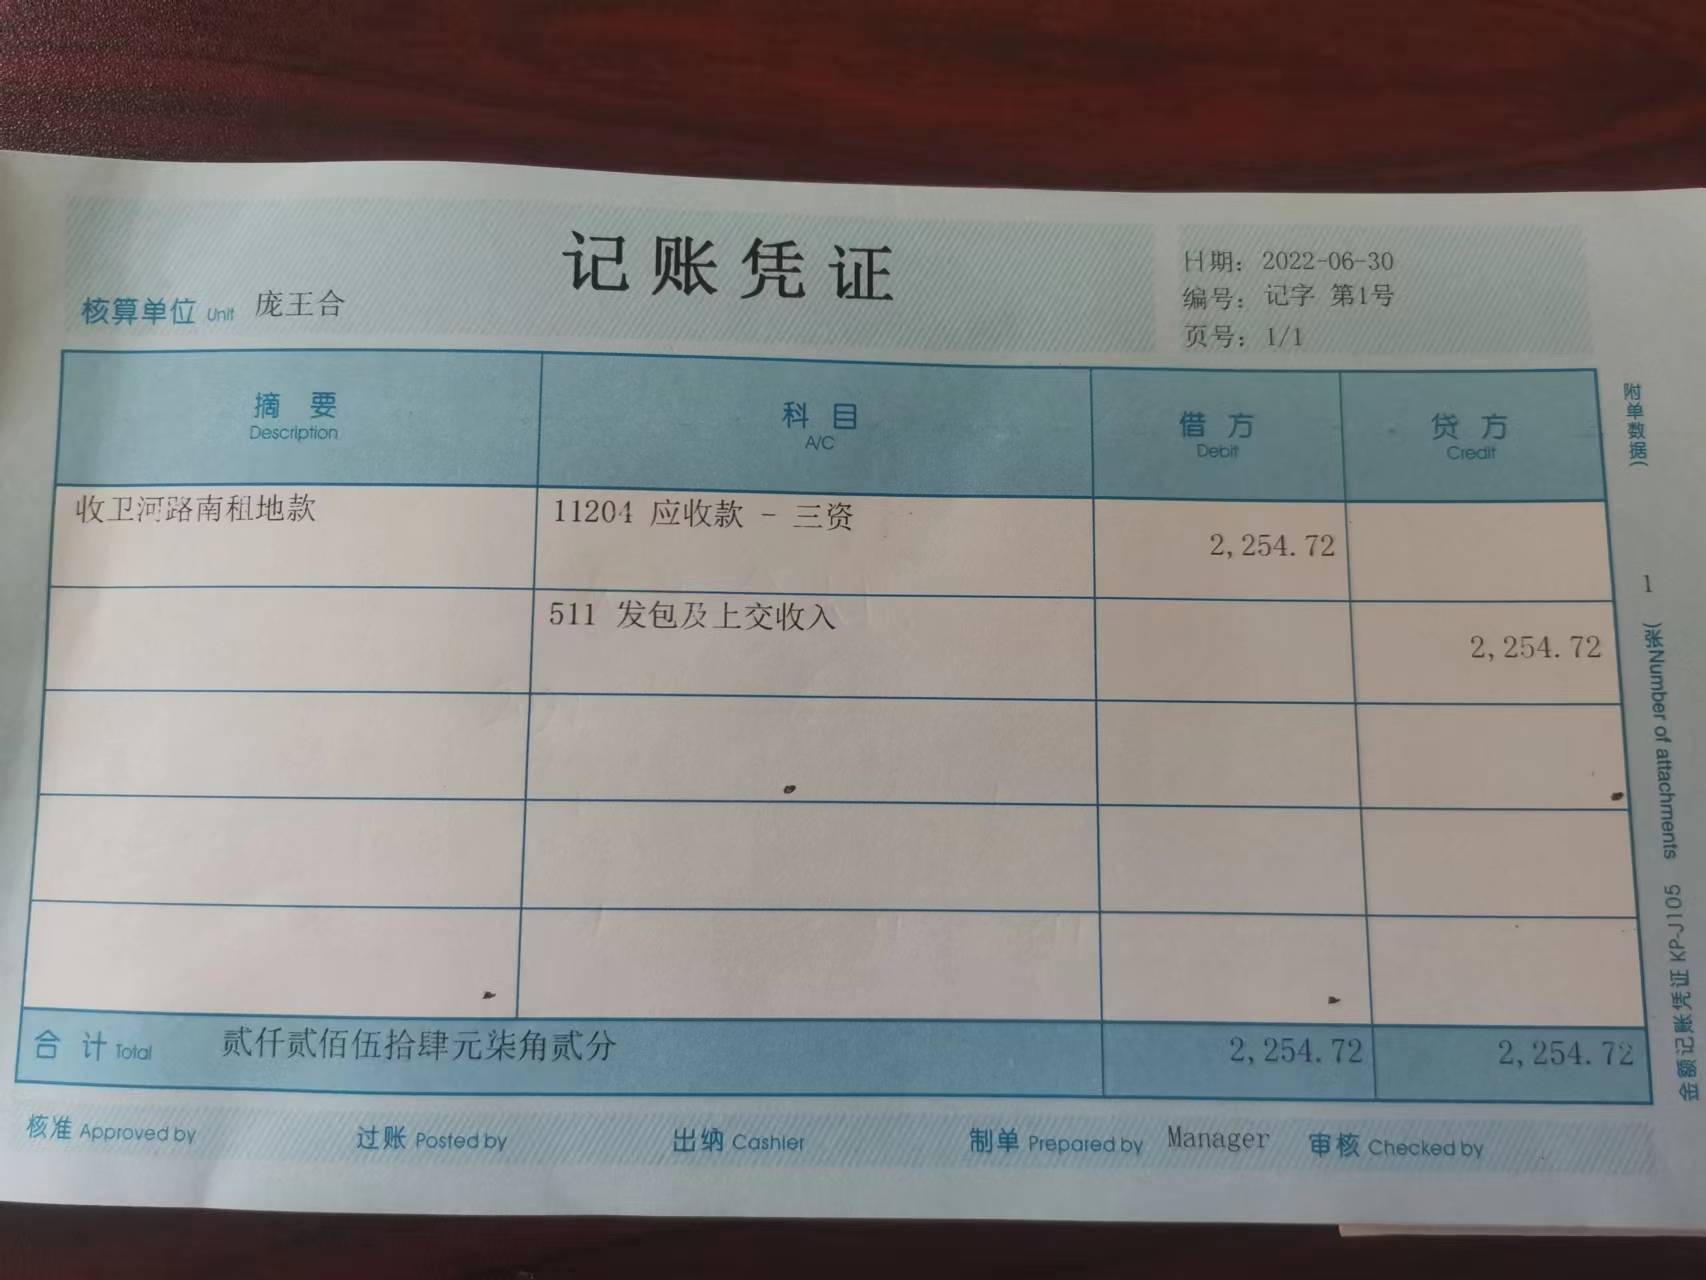 记账凭证
日期：2022-06-30
编号：记字 第1号
页号：1/1
核算单位 Unit 庞王合
摘要 科目 借方 贷方
Description A/C Debit Credit
收卫河路南租地款 11204 应收款 - 三资 2,254.72
511 发包及上交收入 2,254.72
合计 Total 贰仟贰佰伍拾肆元柒角贰分 2,254.72 2,254.72
核准 Approved by 过账 Posted by 出纳 Cashier 制单 Prepared by Manager 审核 Checked by
附单数据( 1 )张Number of attachments
金额记账凭证 KPJ105